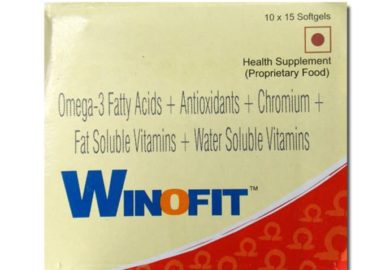 10 x 15 Softgels
Health Supplement
(Proprietary Food)
Omega-3 Fatty Acids + Antioxidants + Chromium +
Fat Soluble Vitamins + Water Soluble Vitamins
WINOFIT™